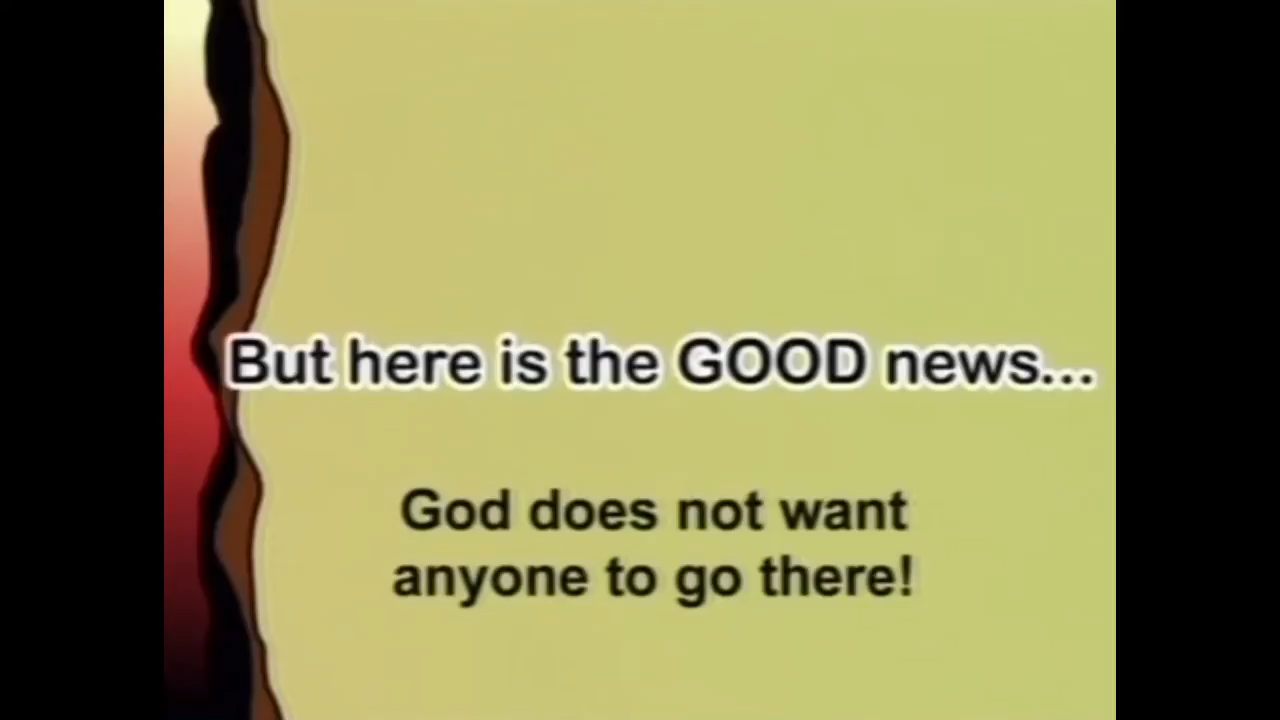 But here is the GOOD news...
God does not want
anyone to go there!